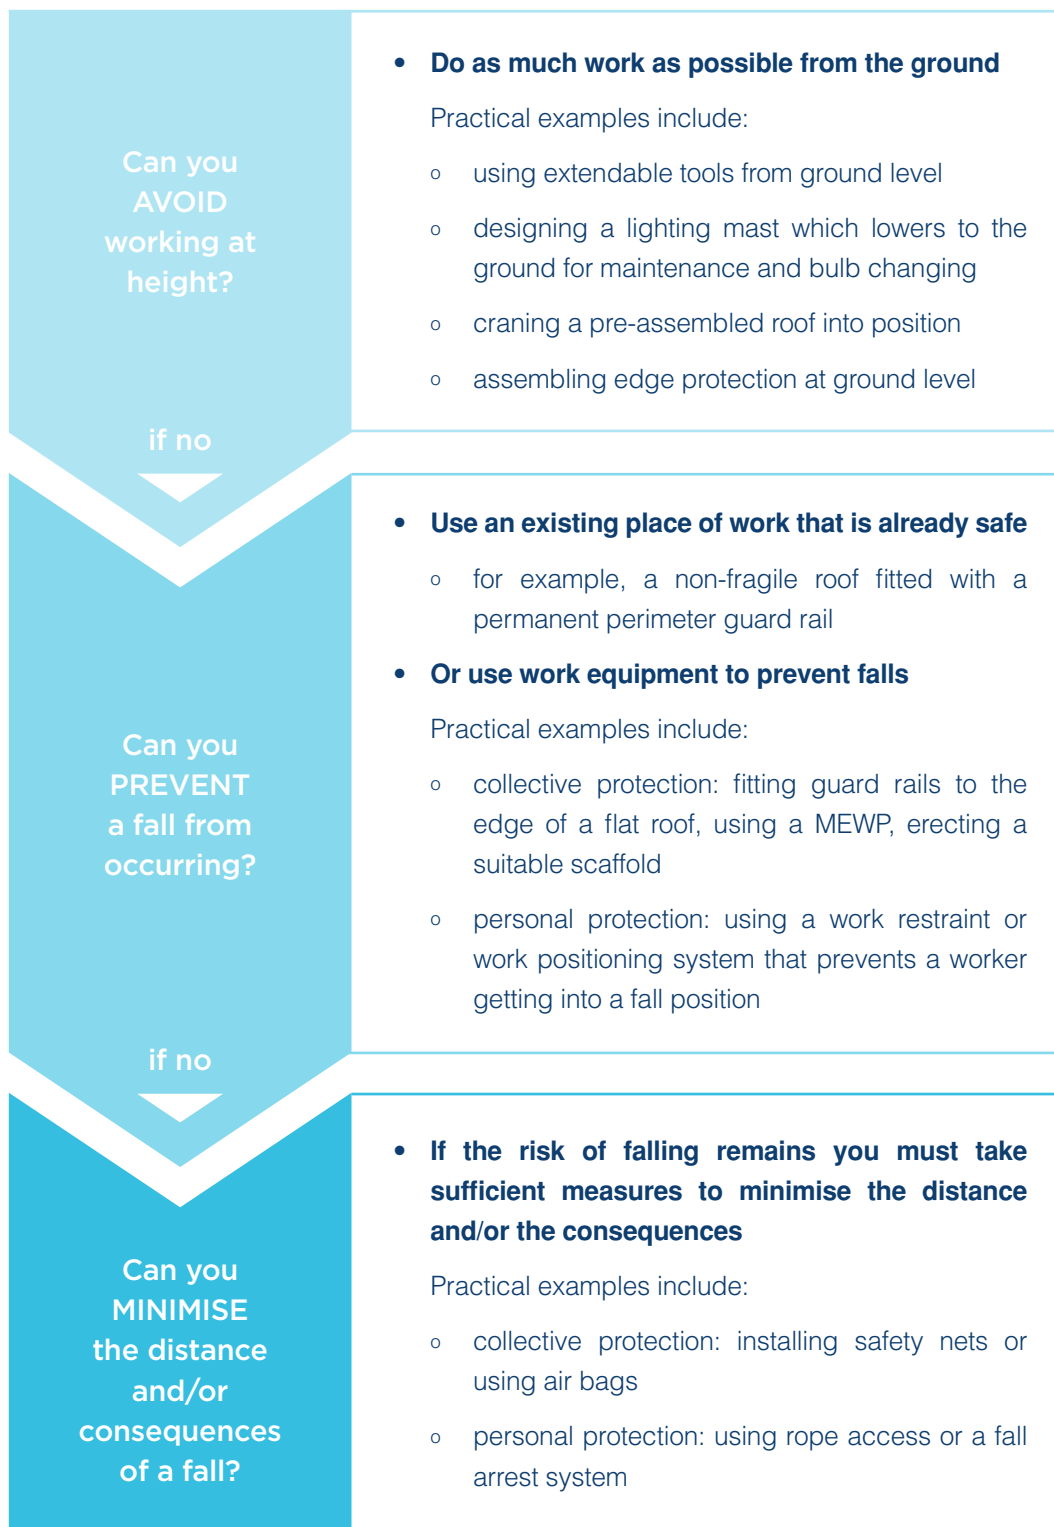 Can you
AVOID
working at
height?
if no
• Do as much work as possible from the ground
Practical examples include:
o using extendable tools from ground level
o designing a lighting mast which lowers to the
ground for maintenance and bulb changing
o craning a pre-assembled roof into position
o assembling edge protection at ground level
Can you
PREVENT
a fall from
occurring?
if no
• Use an existing place of work that is already safe
o for example, a non-fragile roof fitted with a
permanent perimeter guard rail
• Or use work equipment to prevent falls
Practical examples include:
o collective protection: fitting guard rails to the
edge of a flat roof, using a MEWP, erecting a
suitable scaffold
o personal protection: using a work restraint or
work positioning system that prevents a worker
getting into a fall position
Can you
MINIMISE
the distance
and/or
consequences
of a fall?
• If the risk of falling remains you must take
sufficient measures to minimise the distance
and/or the consequences
Practical examples include:
o collective protection: installing safety nets or
using air bags
o personal protection: using rope access or a fall
arrest system